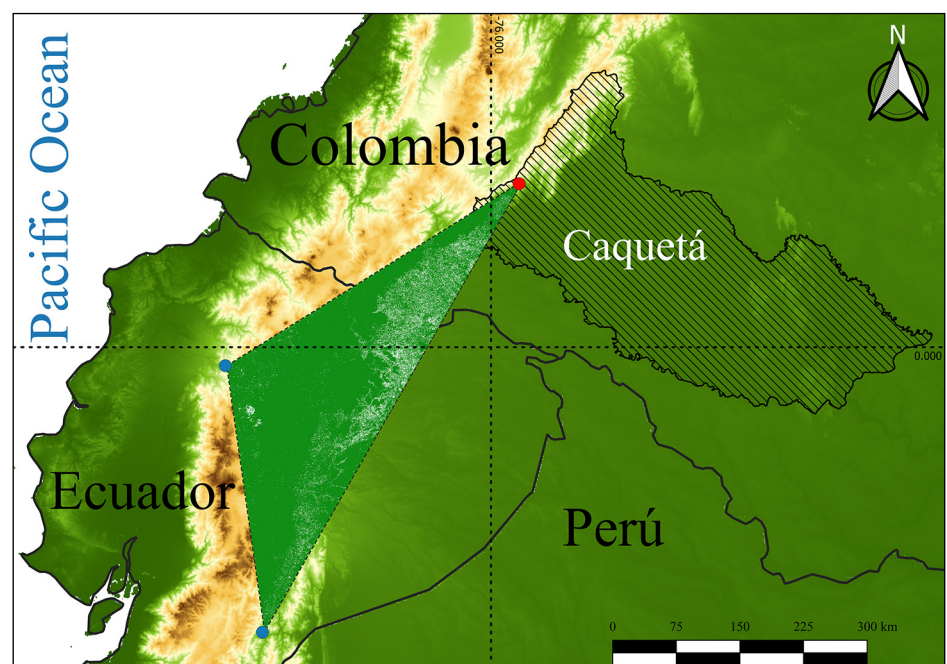 -76.000
N
Pacific Ocean
Colombia
Caquetá
0.000
Ecuador
Perú
0 75 150 225 300 km